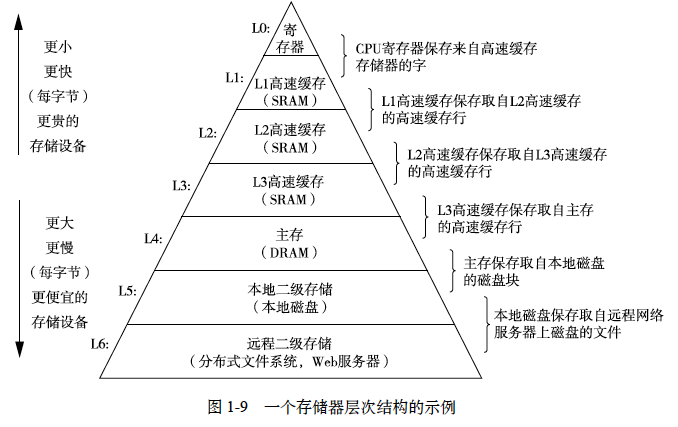 更小
更快
（每字节）
更贵的
存储设备
更大
更慢
（每字节）
更便宜的
存储设备
L0:
寄
存器
CPU寄存器保存来自高速缓存
存储器的字
L1:
L1高速缓存
（SRAM）
L1高速缓存保存取自L2高速缓存
的高速缓存行
L2:
L2高速缓存
（SRAM）
L2高速缓存保存取自L3高速缓存
的高速缓存行
L3:
L3高速缓存
（SRAM）
L3高速缓存保存取自主存
的高速缓存行
L4:
主存
（DRAM）
主存保存取自本地磁盘
的磁盘块
L5:
本地二级存储
（本地磁盘）
本地磁盘保存取自远程网络
服务器上磁盘的文件
L6:
远程二级存储
（分布式文件系统，Web服务器）
图 1-9 一个存储器层次结构的示例